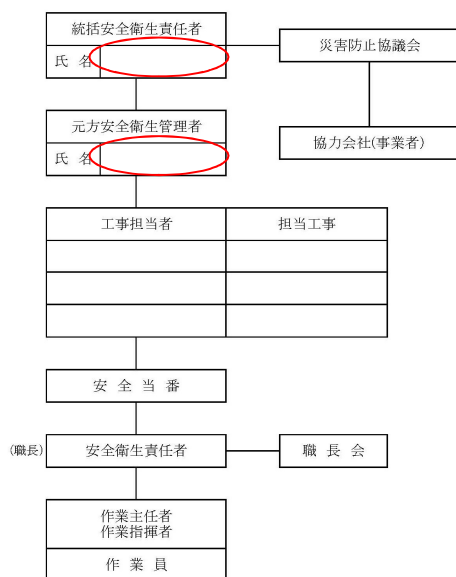 統括安全衛生責任者
災害防止協議会
氏 名
元方安全衛生管理者
協力会社(事業者)
氏 名
工事担当者 担当工事
安 全 当 番
(職長) 安全衛生責任者 職 長 会
作業主任者
作業指揮者
作 業 員